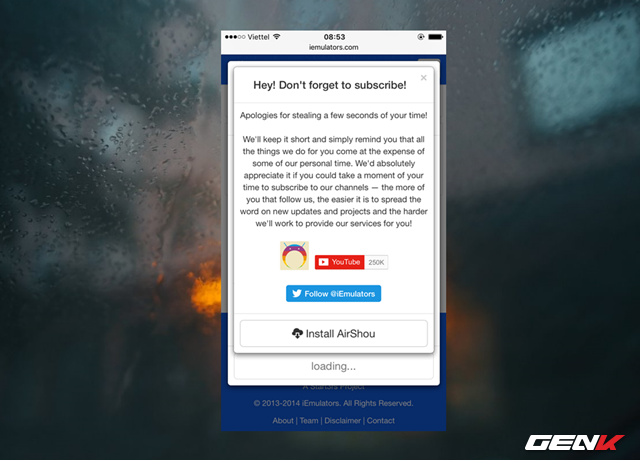 Viettel 08:53
iemulators.com
Hey! Don't forget to subscribe!
×
Apologies for stealing a few seconds of your time!
We'll keep it short and simply remind you that all
the things we do for you come at the expense of
some of our personal time. We'd absolutely
appreciate it if you could take a moment of your
time to subscribe to our channels — the more of
you that follow us, the easier it is to spread the
word on new updates and projects and the harder
we'll work to provide our services for you!
YouTube 250K
Follow @iEmulators
Install AirShou
loading...
A Project
© 2013-2014 iEmulators. All Rights Reserved.
About | Team | Disclaimer | Contact
GENK